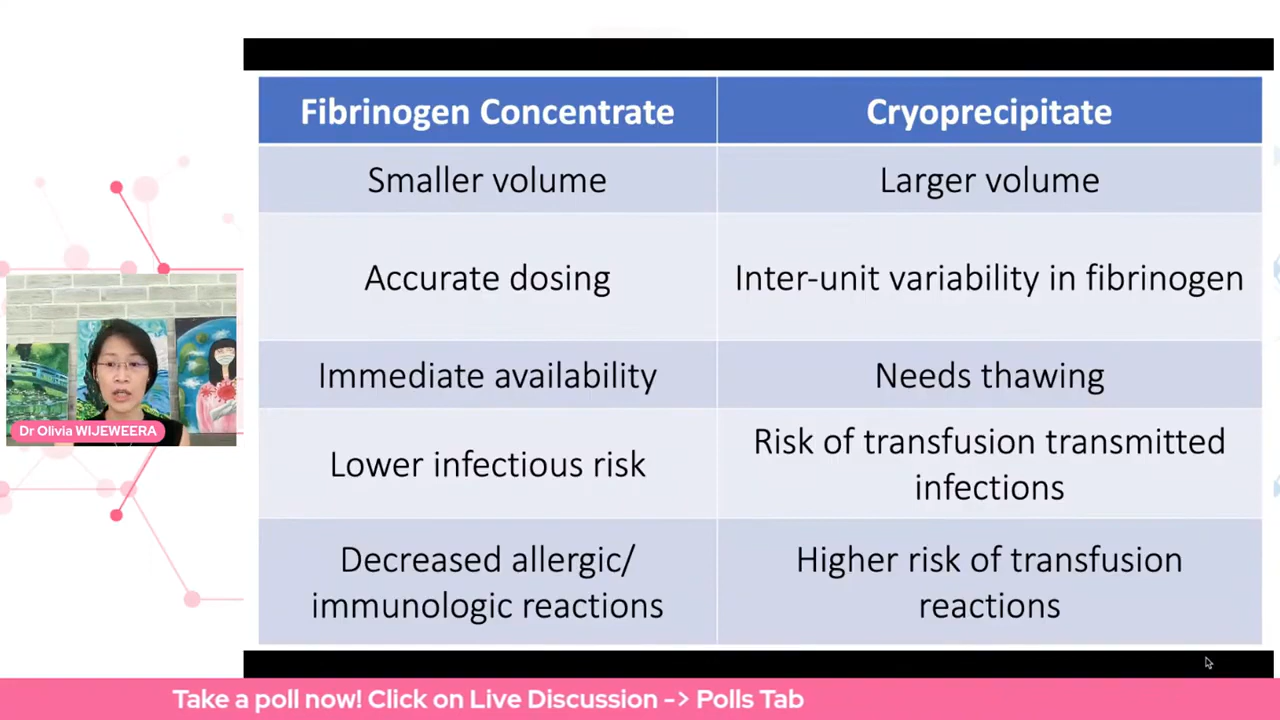 Fibrinogen Concentrate
Cryoprecipitate
Smaller volume
Larger volume
Accurate dosing
Inter-unit variability in fibrinogen
Immediate availability
Needs thawing
Lower infectious risk
Risk of transfusion transmitted
infections
Decreased allergic/
immunologic reactions
Higher risk of transfusion
reactions
Dr Olivia WIJEWEERA
Take a poll now! Click on Live Discussion -> Polls Tab